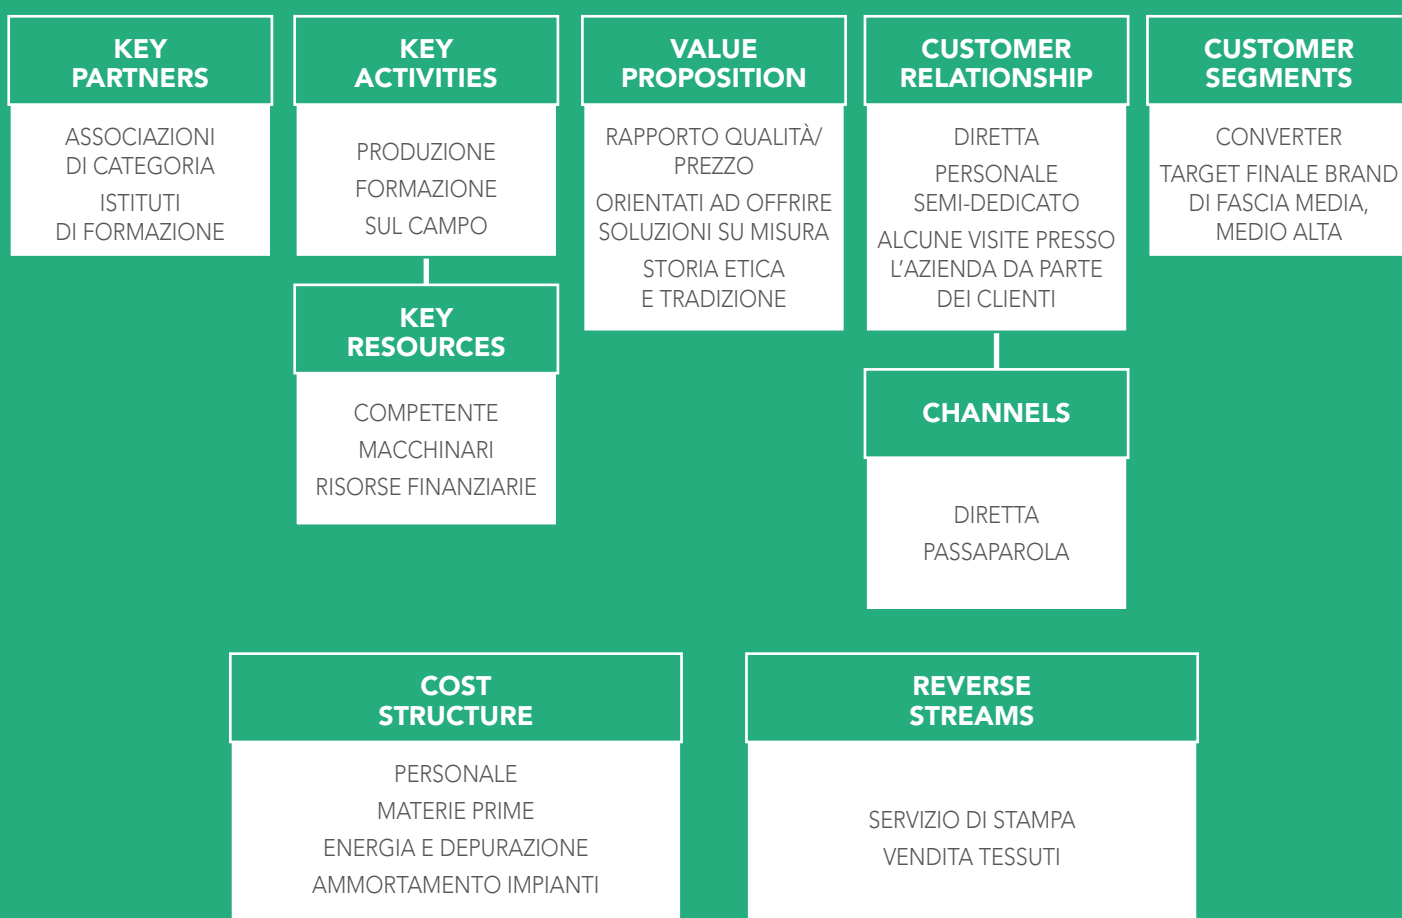 KEY
PARTNERS
ASSOCIAZIONI
DI CATEGORIA
ISTITUTI
DI FORMAZIONE
KEY
ACTIVITIES
PRODUZIONE
FORMAZIONE
SUL CAMPO
KEY
RESOURCES
COMPETENTE
MACCHINARI
RISORSE FINANZIARIE
VALUE
PROPOSITION
RAPPORTO QUALITÀ/
PREZZO
ORIENTATI AD OFFRIRE
SOLUZIONI SU MISURA
STORIA ETICA
E TRADIZIONE
CUSTOMER
RELATIONSHIP
DIRETTA
PERSONALE
SEMI-DEDICATO
ALCUNE VISITE PRESSO
L'AZIENDA DA PARTE
DEI CLIENTI
CHANNELS
DIRETTA
PASSAPAROLA
CUSTOMER
SEGMENTS
CONVERTER
TARGET FINALE BRAND
DI FASCIA MEDIA,
MEDIO ALTA
COST
STRUCTURE
PERSONALE
MATERIE PRIME
ENERGIA E DEPURAZIONE
AMMORTAMENTO IMPIANTI
REVERSE
STREAMS
SERVIZIO DI STAMPA
VENDITA TESSUTI